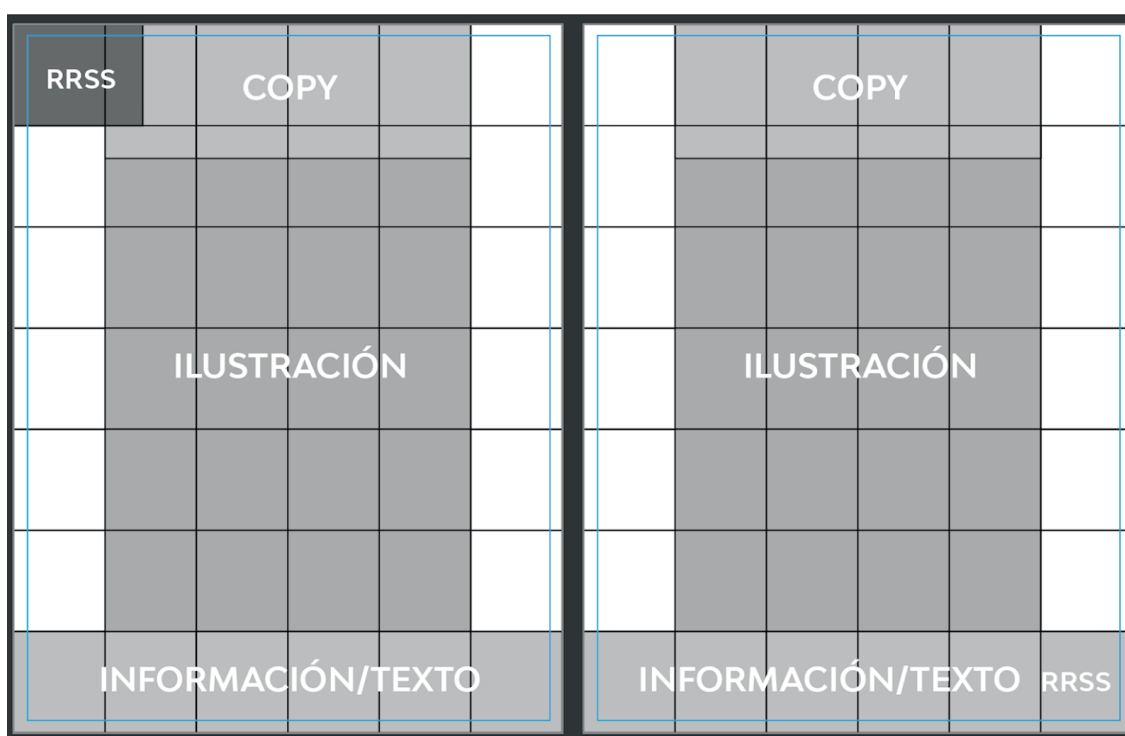 RRSS
COPY
ILUSTRACIÓN
INFORMACIÓN/TEXTO
COPY
ILUSTRACIÓN
INFORMACIÓN/TEXTO RRSS